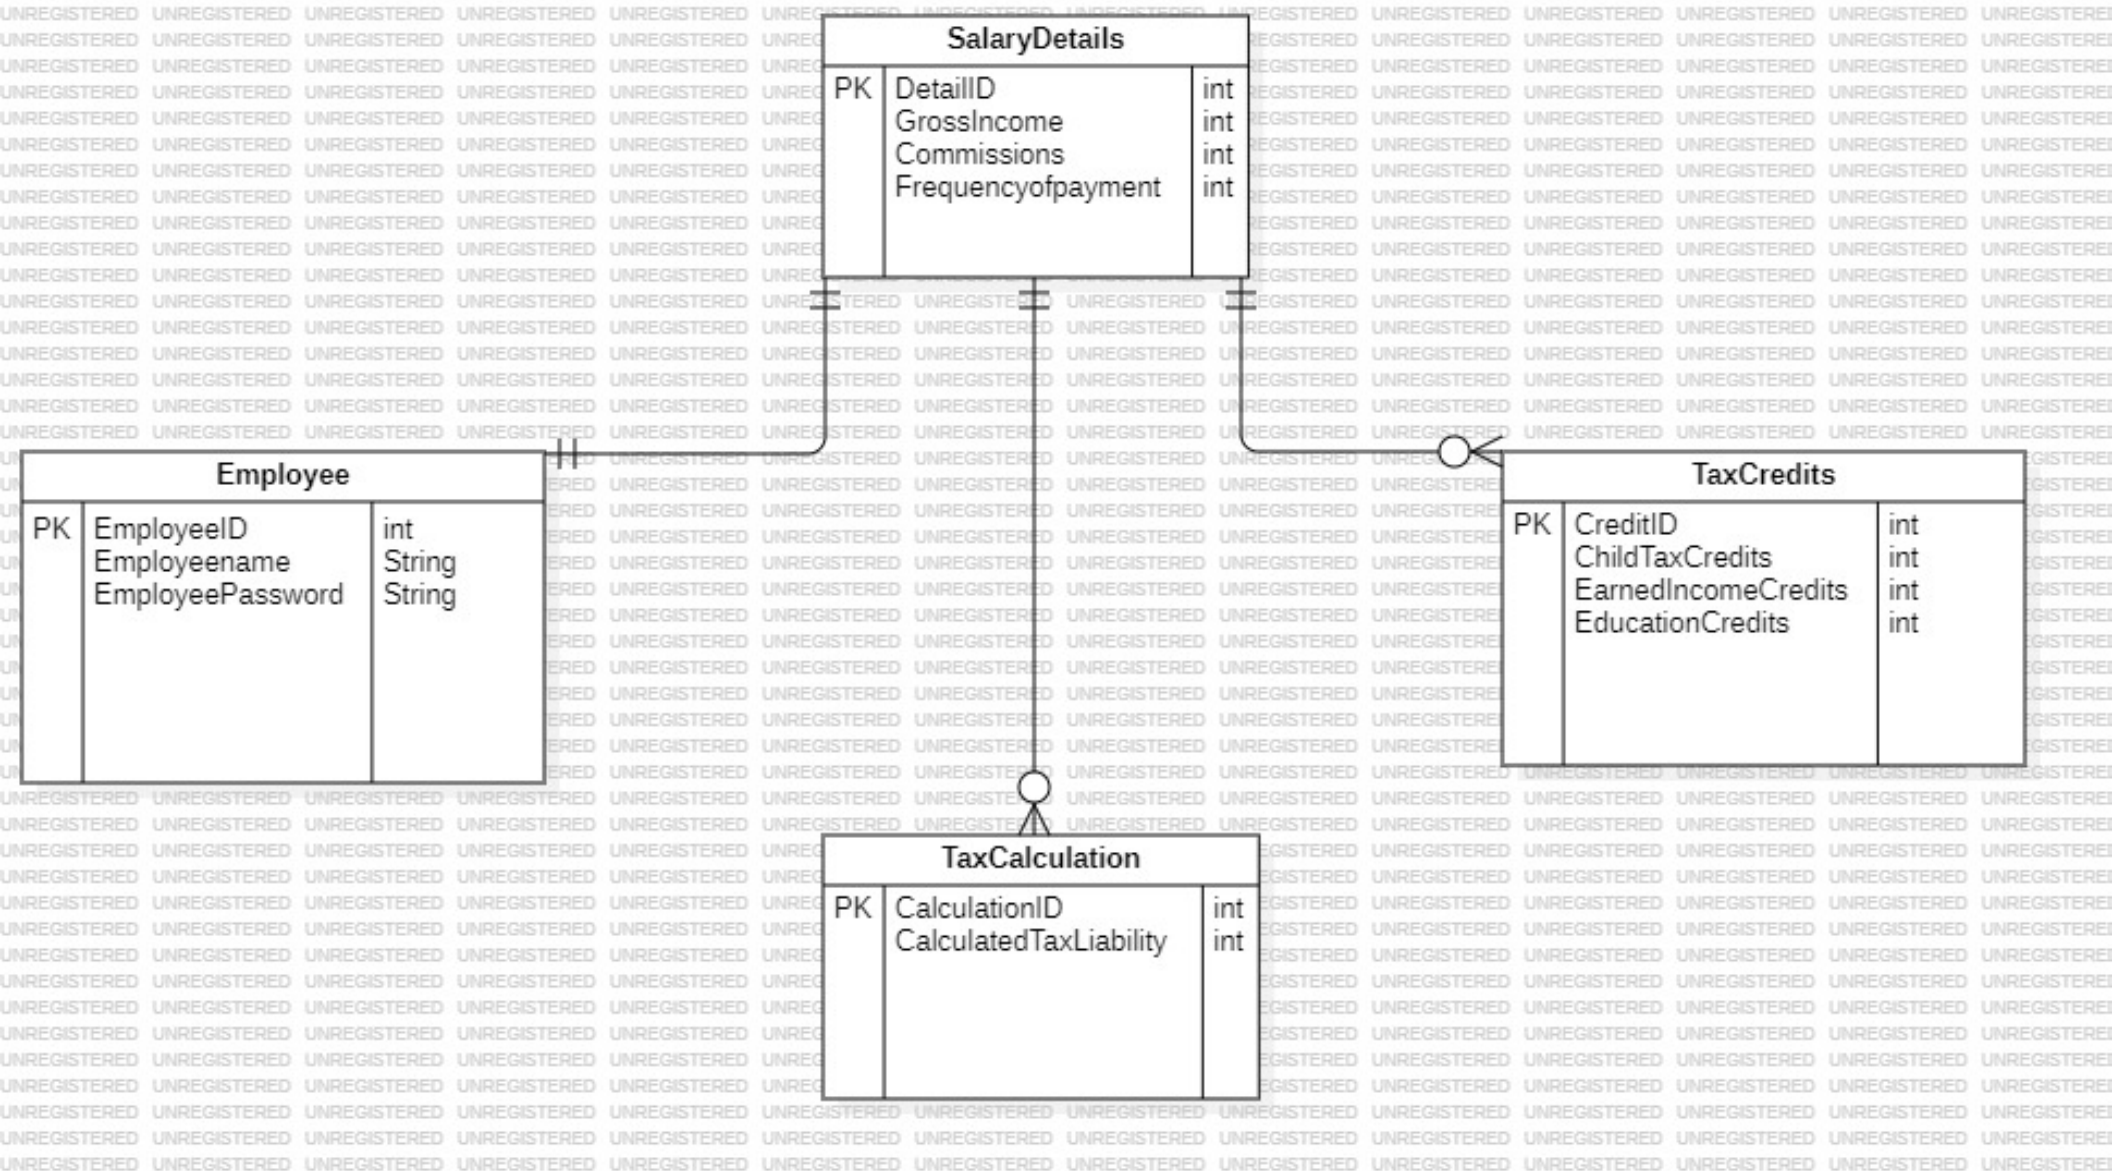 SalaryDetails
PK DetailID int
GrossIncome int
Commissions int
Frequencyofpayment int
Employee
PK EmployeeID int
Employeename String
EmployeePassword String
TaxCredits
PK CreditID int
ChildTaxCredits int
EarnedIncomeCredits int
EducationCredits int
TaxCalculation
PK CalculationID int
CalculatedTaxLiability int
UNREGISTERED